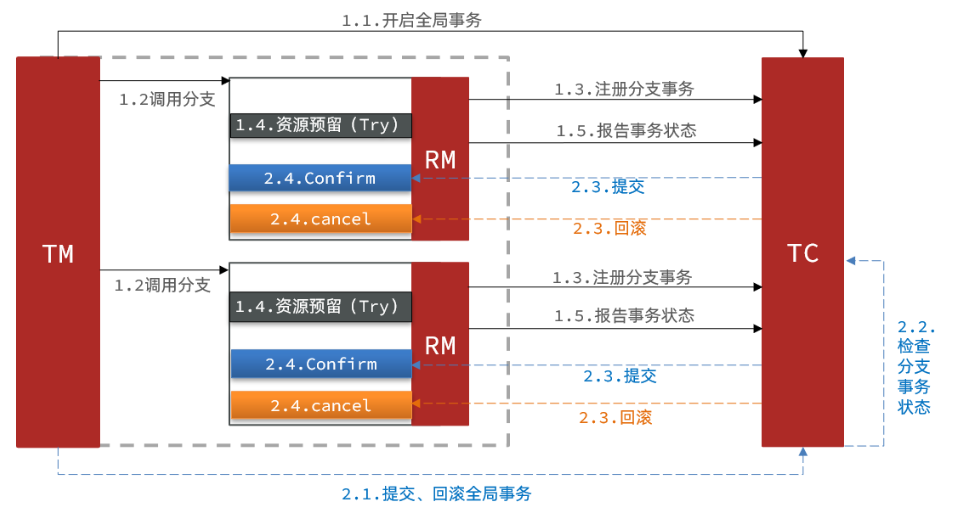 1.1.开启全局事务
1.2调用分支
1.3.注册分支事务
1.4.资源预留（Try）
1.5.报告事务状态
RM
2.4.Confirm
2.3.提交
2.4.cancel
2.3.回滚
TM
TC
1.2调用分支
1.3.注册分支事务
1.4.资源预留（Try）
1.5.报告事务状态
RM
2.4.Confirm
2.3.提交
2.4.cancel
2.3.回滚
2.2.
检查
分支
事务
状态
2.1.提交、回滚全局事务